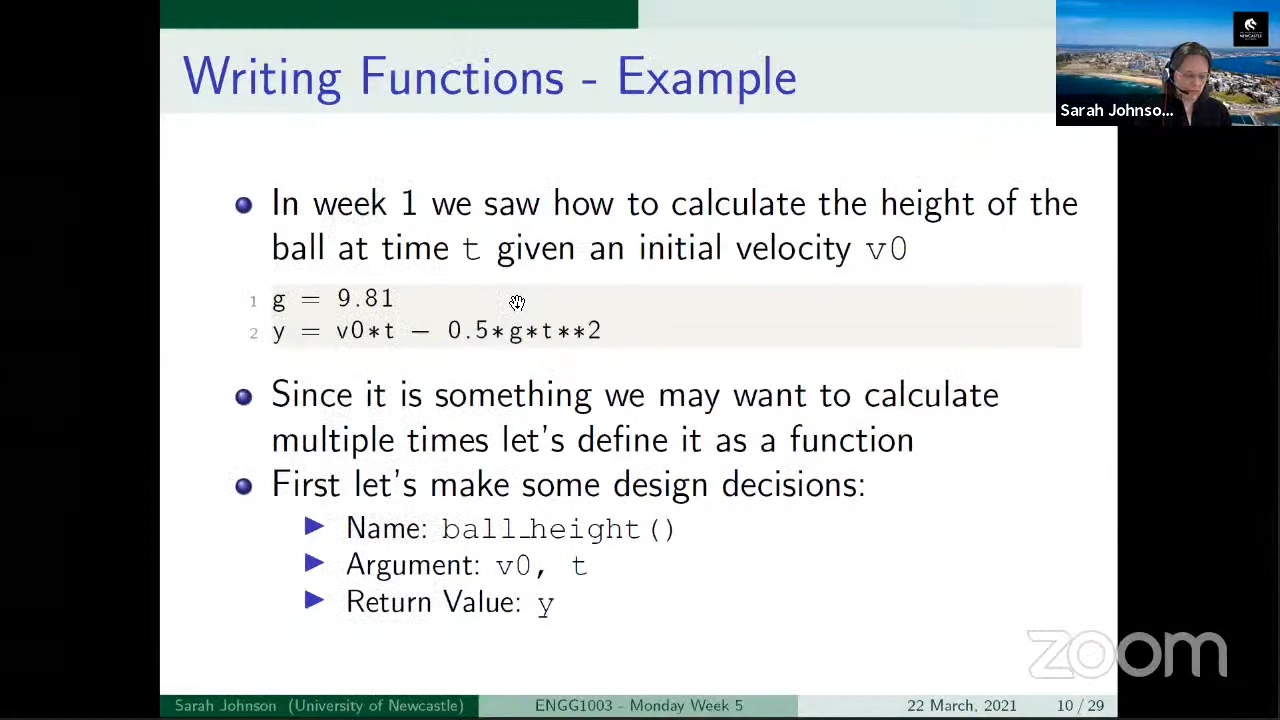 Writing Functions - Example
Sarah Johnso...
In week 1 we saw how to calculate the height of the
ball at time t given an initial velocity v0
1 g = 9.81
2 y = v0*t − 0.5*g*t**2
Since it is something we may want to calculate
multiple times let's define it as a function
First let's make some design decisions:
Name: ball_height()
Argument: v0, t
Return Value: y
zoom
Sarah Johnson (University of Newcastle) ENGG1003 - Monday Week 5 22 March, 2021 10 / 29